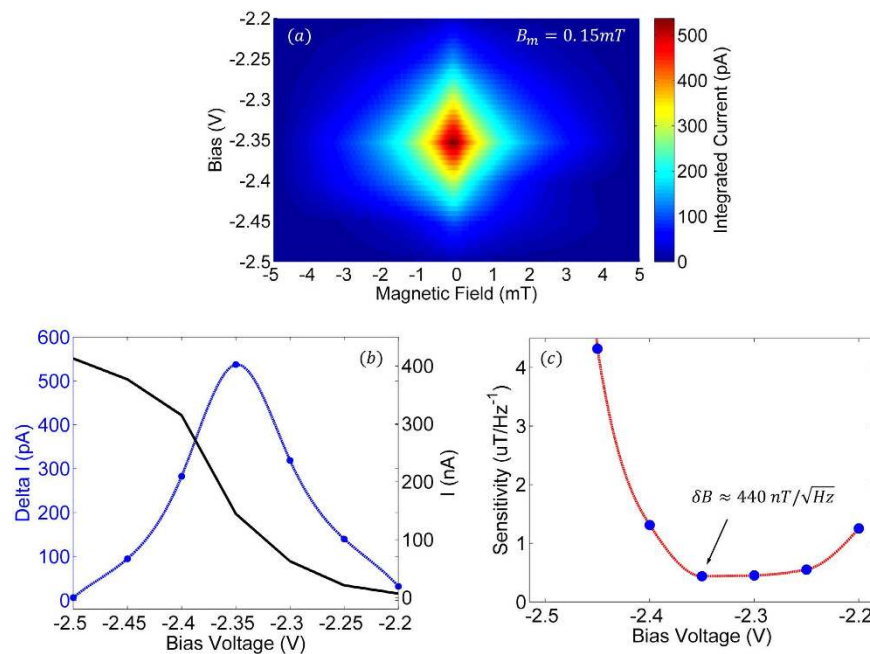 (a)
B_m = 0.15mT
Bias (V)
-2.2
-2.25
-2.3
-2.35
-2.4
-2.45
-2.5
-5 -4 -3 -2 -1 0 1 2 3 4 5
Magnetic Field (mT)
500
400
300
200
100
0
Integrated Current (pA)
(b)
Delta I (pA)
600
500
400
300
200
100
0
400
300
200
100
0
I (nA)
-2.5 -2.45 -2.4 -2.35 -2.3 -2.25 -2.2
Bias Voltage (V)
(c)
Sensitivity (uT/Hz⁻¹)
4
3
2
1
0
δB ≈ 440 nT/√Hz
-2.5 -2.4 -2.3 -2.2
Bias Voltage (V)